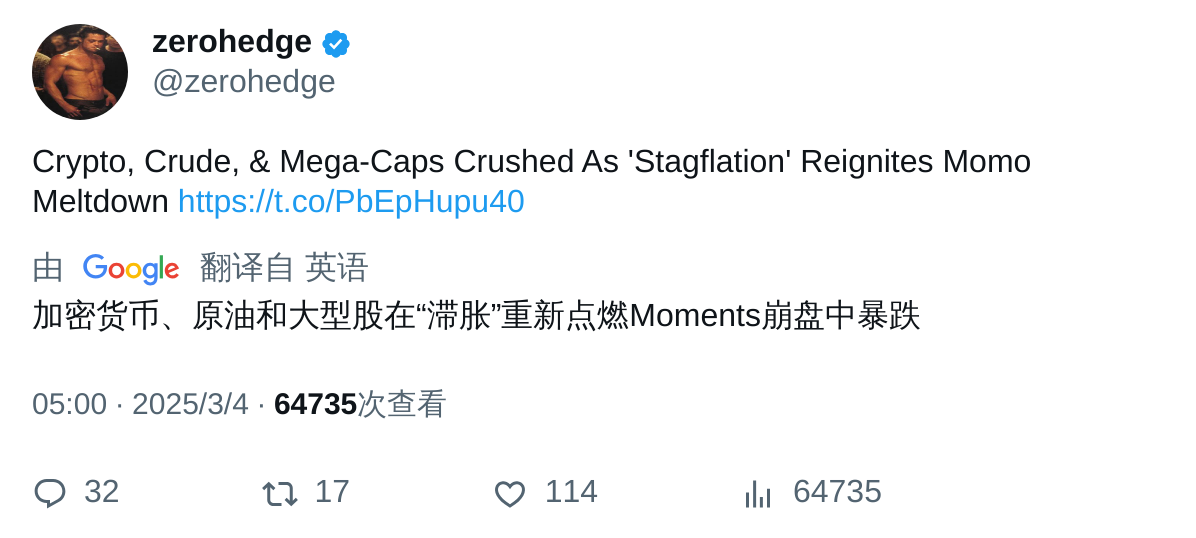 zerohedge
@zerohedge
Crypto, Crude, & Mega-Caps Crushed As 'Stagflation' Reignites Momo
Meltdown https://t.co/PbEpHupu40
由 Google 翻译自 英语
加密货币、原油和大型股在“滞胀”重新点燃Moments崩盘中暴跌
05:00 · 2025/3/4 · 64735次查看
32 17 114 64735